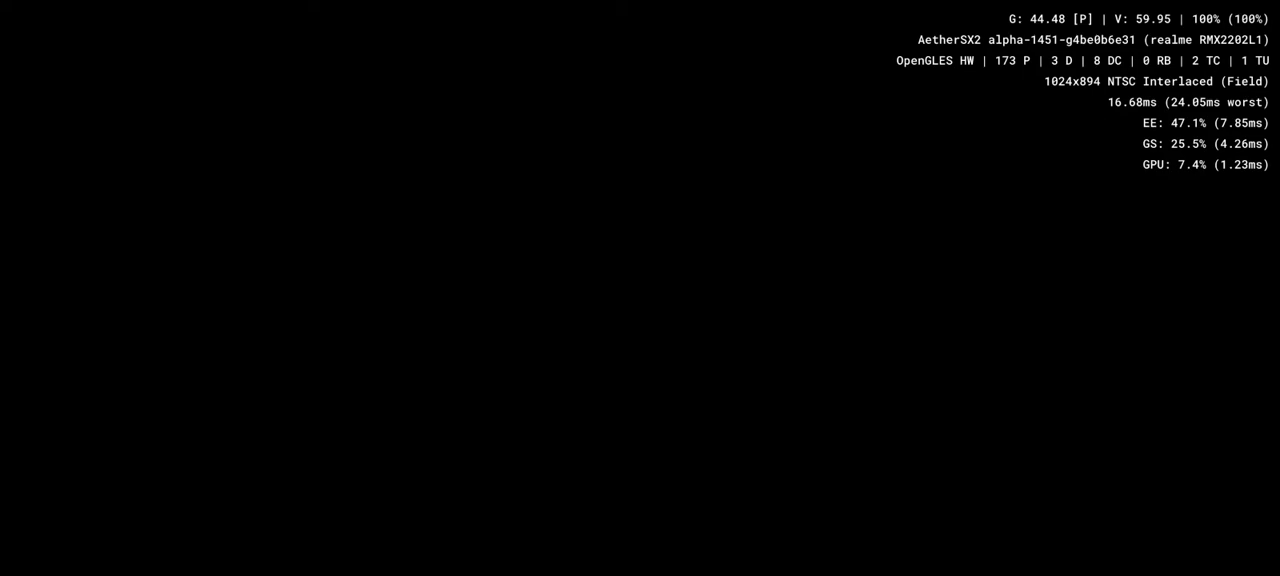 G: 44.48 [P] | V: 59.95 | 100% (100%)
AetherSX2 alpha-1451-g4be0b6e31 (realme RMX2202L1)
OpenGLES HW | 173 P | 3 D | 8 DC | 0 RB | 2 TC | 1 TU
1024x894 NTSC Interlaced (Field)
16.68ms (24.05ms worst)
EE: 47.1% (7.85ms)
GS: 25.5% (4.26ms)
GPU: 7.4% (1.23ms)